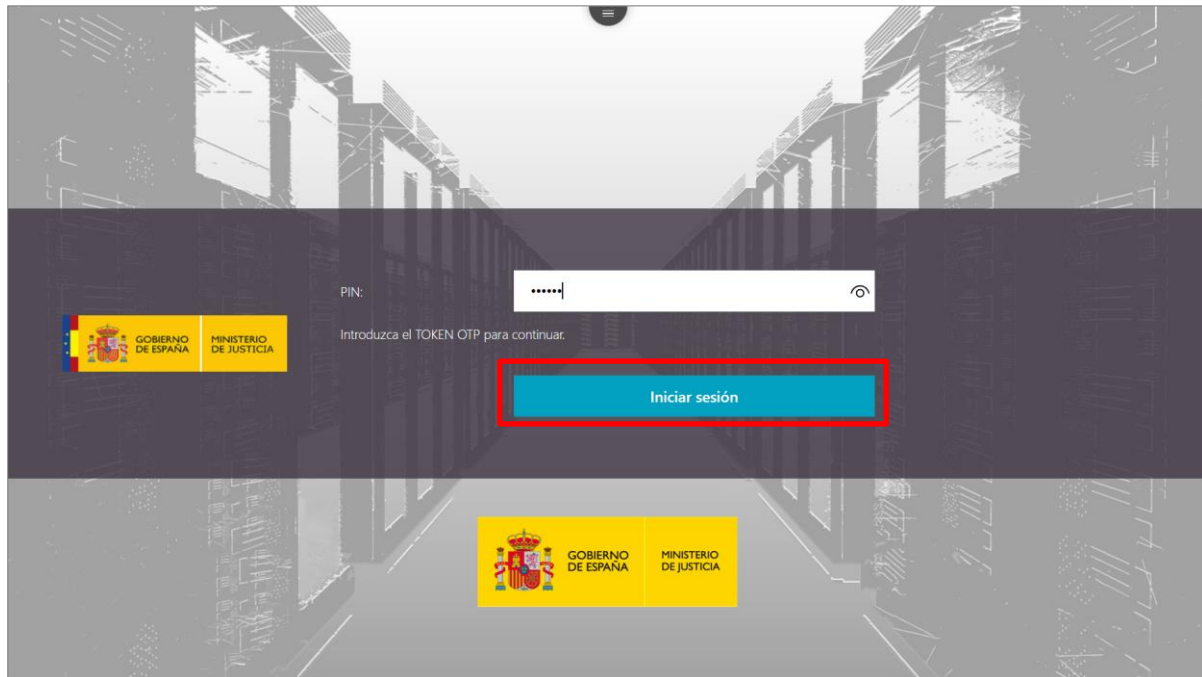 PIN:
••••••
Introduzca el TOKEN OTP para continuar.
Iniciar sesión
GOBIERNO
DE ESPAÑA
MINISTERIO
DE JUSTICIA
GOBIERNO
DE ESPAÑA
MINISTERIO
DE JUSTICIA